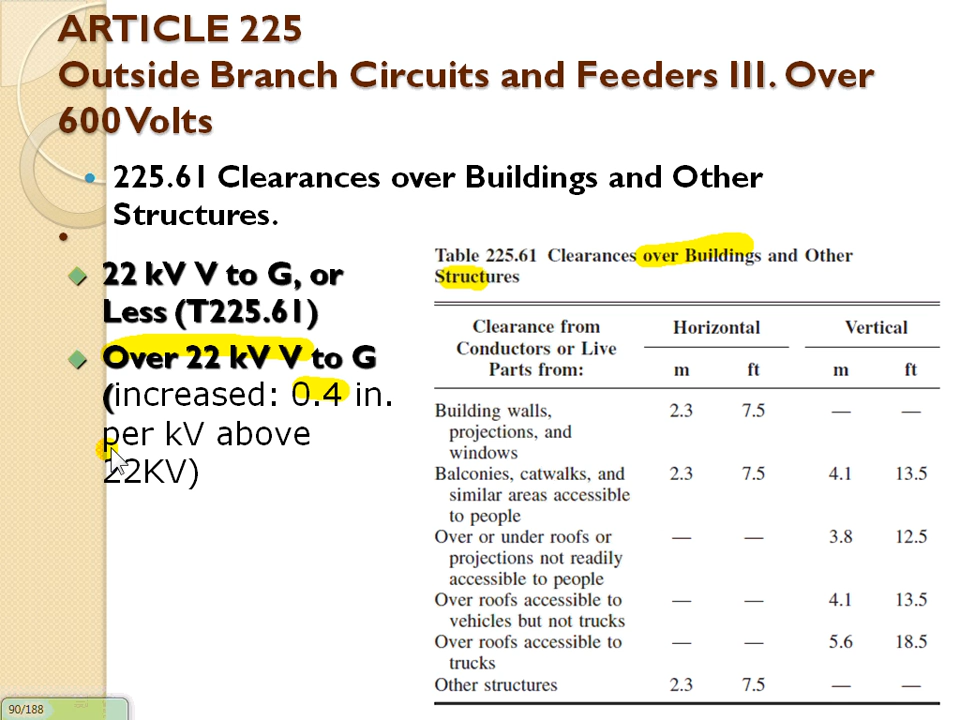 ARTICLE 225
Outside Branch Circuits and Feeders III. Over
600 Volts
225.61 Clearances over Buildings and Other
Structures.
22 kV V to G, or
Less (T225.61)
Over 22 kV V to G
(increased: 0.4 in.
per kV above
22KV)
Table 225.61 Clearances over Buildings and Other
Structures
Clearance from Horizontal Vertical
Conductors or Live
Parts from: m ft m ft
Building walls, 2.3 7.5 — —
projections, and
windows
Balconies, catwalks, and 2.3 7.5 4.1 13.5
similar areas accessible
to people
Over or under roofs or — — 3.8 12.5
projections not readily
accessible to people
Over roofs accessible to — — 4.1 13.5
vehicles but not trucks
Over roofs accessible to — — 5.6 18.5
trucks
Other structures 2.3 7.5 — —
90/188